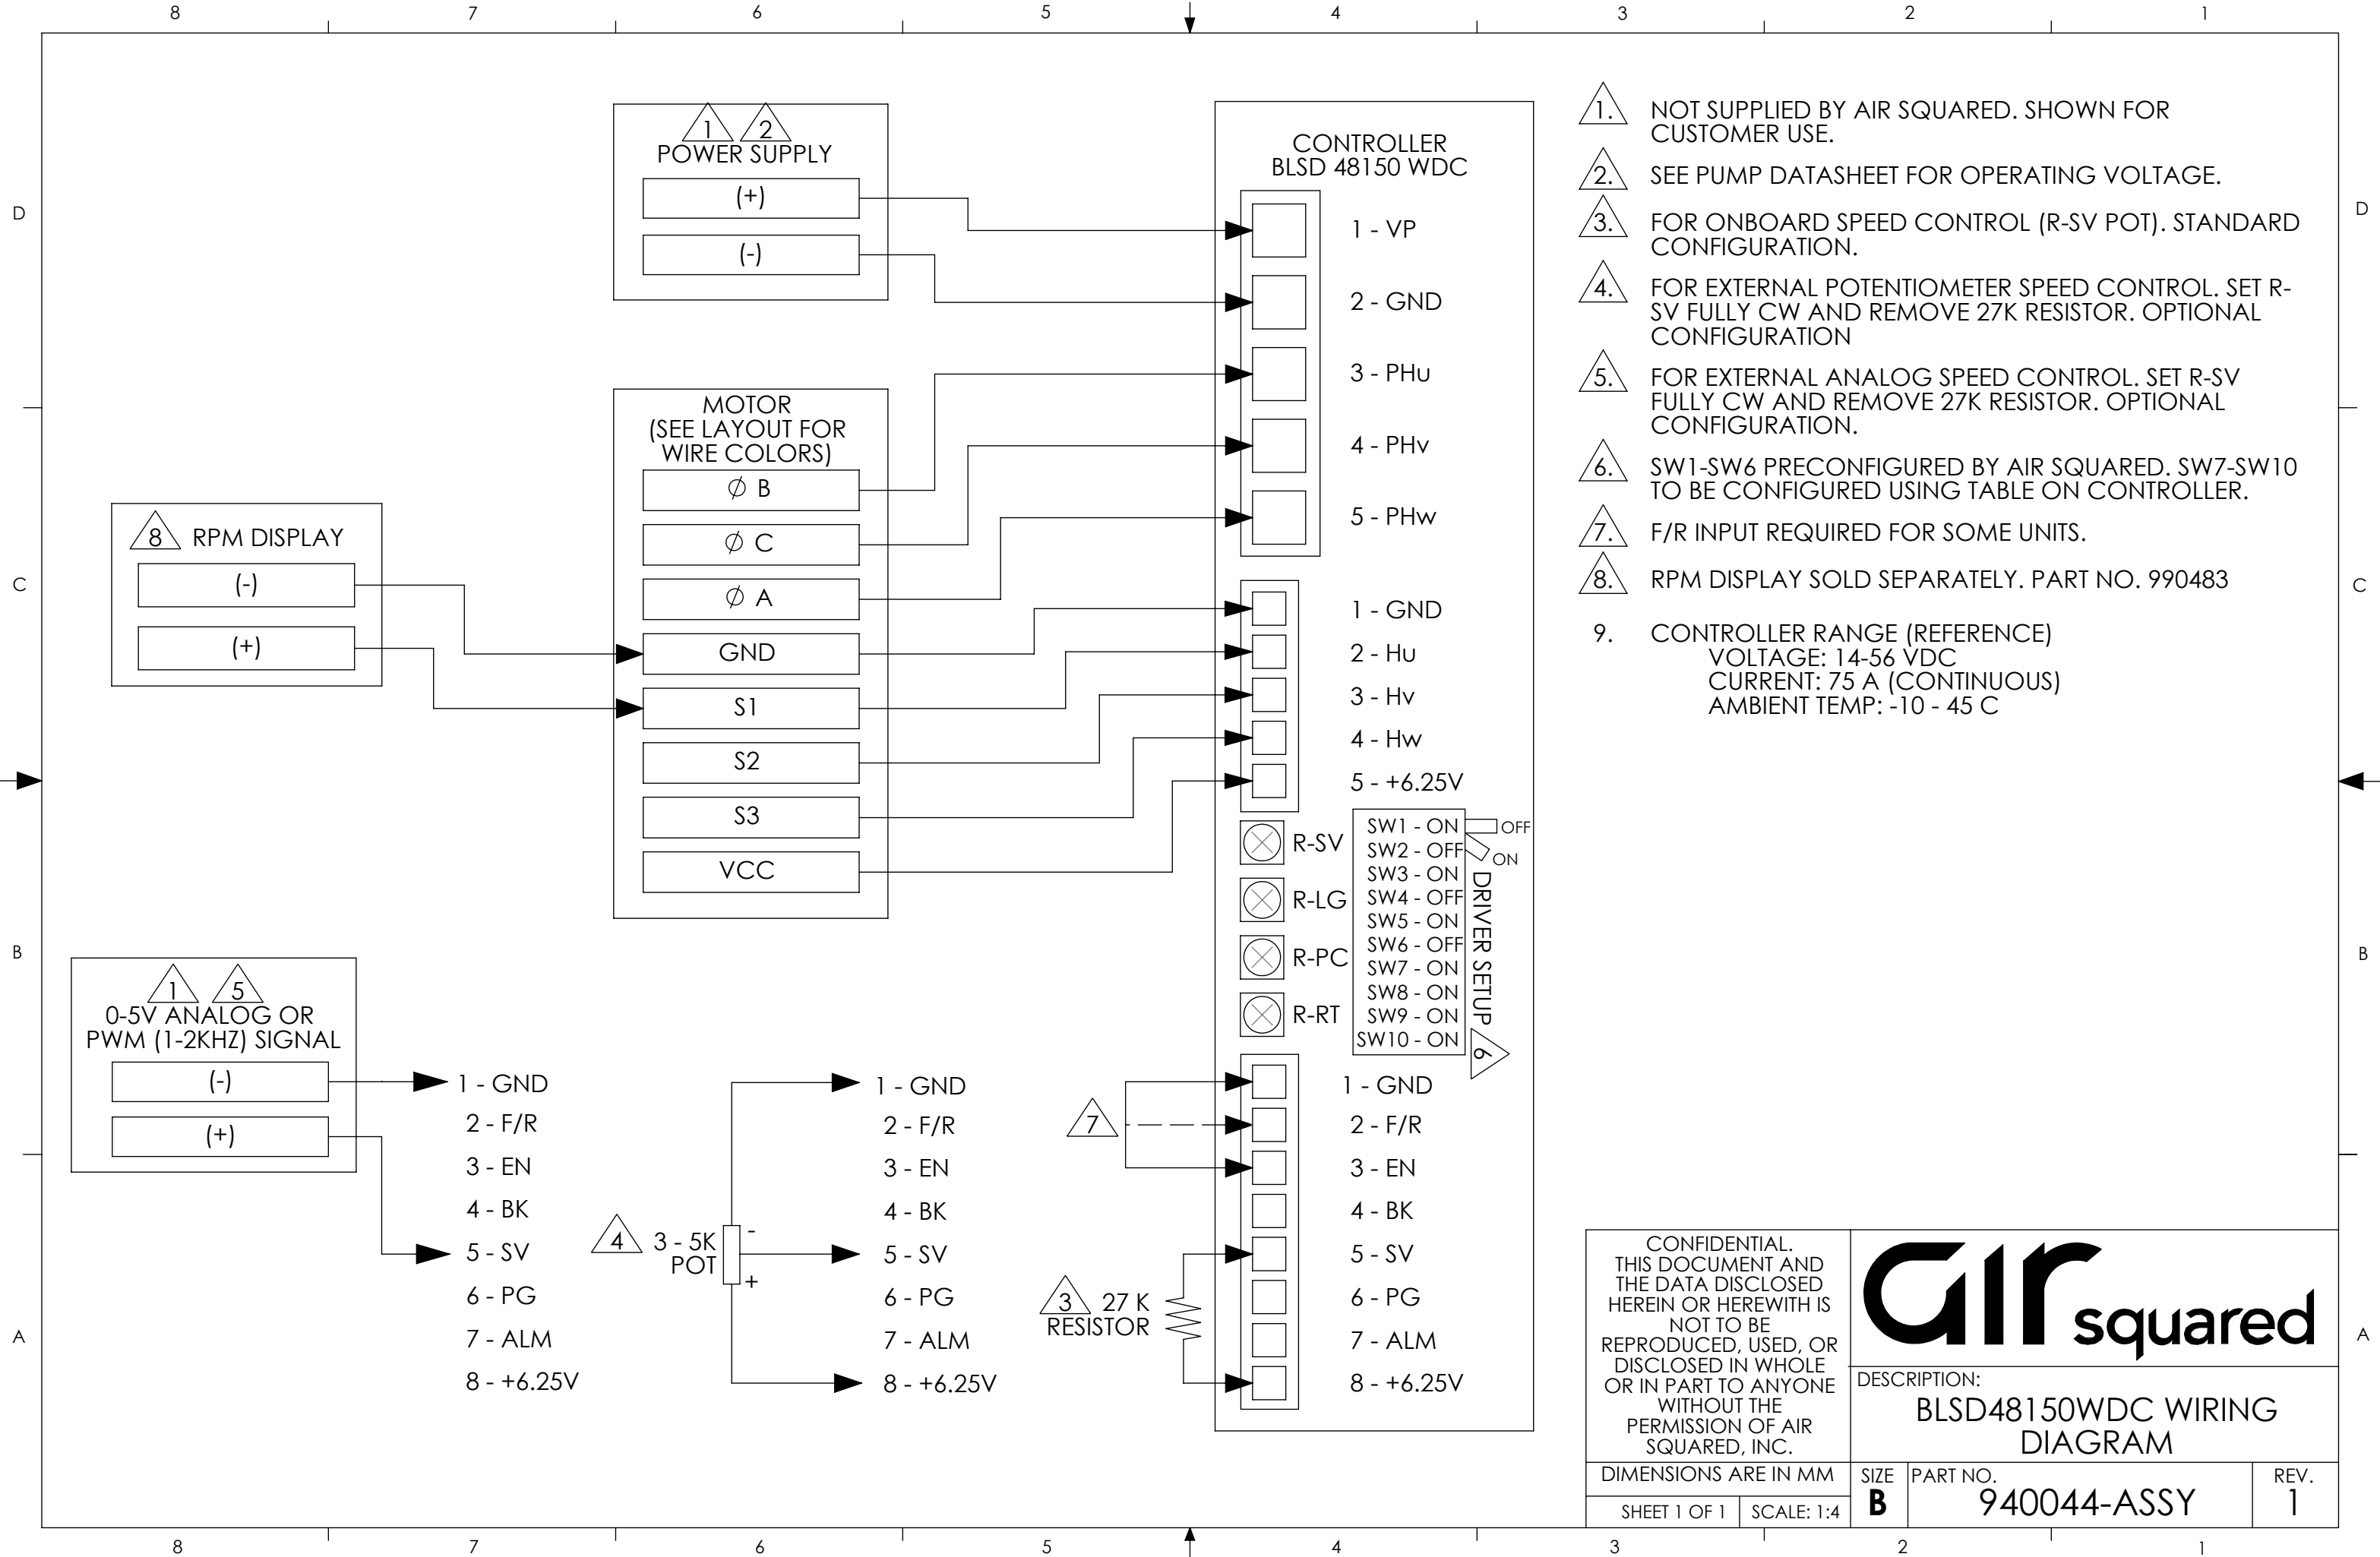 8 7 6 5 4 3 2 1
D
C
B
A
1 2
POWER SUPPLY
(+)
(-)
MOTOR
(SEE LAYOUT FOR
WIRE COLORS)
∅ B
∅ C
∅ A
GND
S1
S2
S3
VCC
8 RPM DISPLAY
(-)
(+)
1 5
0-5V ANALOG OR
PWM (1-2KHZ) SIGNAL
(-)
(+)
1 - GND
2 - F/R
3 - EN
4 - BK
5 - SV
6 - PG
7 - ALM
8 - +6.25V
4 3 - 5K
POT
-
+
1 - GND
2 - F/R
3 - EN
4 - BK
5 - SV
6 - PG
7 - ALM
8 - +6.25V
CONTROLLER
BLSD 48150 WDC
1 - VP
2 - GND
3 - PHu
4 - PHv
5 - PHw
1 - GND
2 - Hu
3 - Hv
4 - Hw
5 - +6.25V
R-SV
R-LG
R-PC
R-RT
SW1 - ON
SW2 - OFF
SW3 - ON
SW4 - OFF
SW5 - ON
SW6 - OFF
SW7 - ON
SW8 - ON
SW9 - ON
SW10 - ON
OFF
ON
DRIVER SETUP
6
7
3 27 K
RESISTOR
1 - GND
2 - F/R
3 - EN
4 - BK
5 - SV
6 - PG
7 - ALM
8 - +6.25V
1. NOT SUPPLIED BY AIR SQUARED. SHOWN FOR
CUSTOMER USE.
2. SEE PUMP DATASHEET FOR OPERATING VOLTAGE.
3. FOR ONBOARD SPEED CONTROL (R-SV POT). STANDARD
CONFIGURATION.
4. FOR EXTERNAL POTENTIOMETER SPEED CONTROL. SET R-
SV FULLY CW AND REMOVE 27K RESISTOR. OPTIONAL
CONFIGURATION
5. FOR EXTERNAL ANALOG SPEED CONTROL. SET R-SV
FULLY CW AND REMOVE 27K RESISTOR. OPTIONAL
CONFIGURATION.
6. SW1-SW6 PRECONFIGURED BY AIR SQUARED. SW7-SW10
TO BE CONFIGURED USING TABLE ON CONTROLLER.
7. F/R INPUT REQUIRED FOR SOME UNITS.
8. RPM DISPLAY SOLD SEPARATELY. PART NO. 990483
9. CONTROLLER RANGE (REFERENCE)
VOLTAGE: 14-56 VDC
CURRENT: 75 A (CONTINUOUS)
AMBIENT TEMP: -10 - 45 C
D
C
B
A
CONFIDENTIAL.
THIS DOCUMENT AND
THE DATA DISCLOSED
HEREIN OR HEREWITH IS
NOT TO BE
REPRODUCED, USED, OR
DISCLOSED IN WHOLE
OR IN PART TO ANYONE
WITHOUT THE
PERMISSION OF AIR
SQUARED, INC.
DIMENSIONS ARE IN MM
SHEET 1 OF 1
SCALE: 1:4
air squared
DESCRIPTION:
BLSD48150WDC WIRING
DIAGRAM
SIZE
B
PART NO.
940044-ASSY
REV.
1
8 7 6 5 4 3 2 1